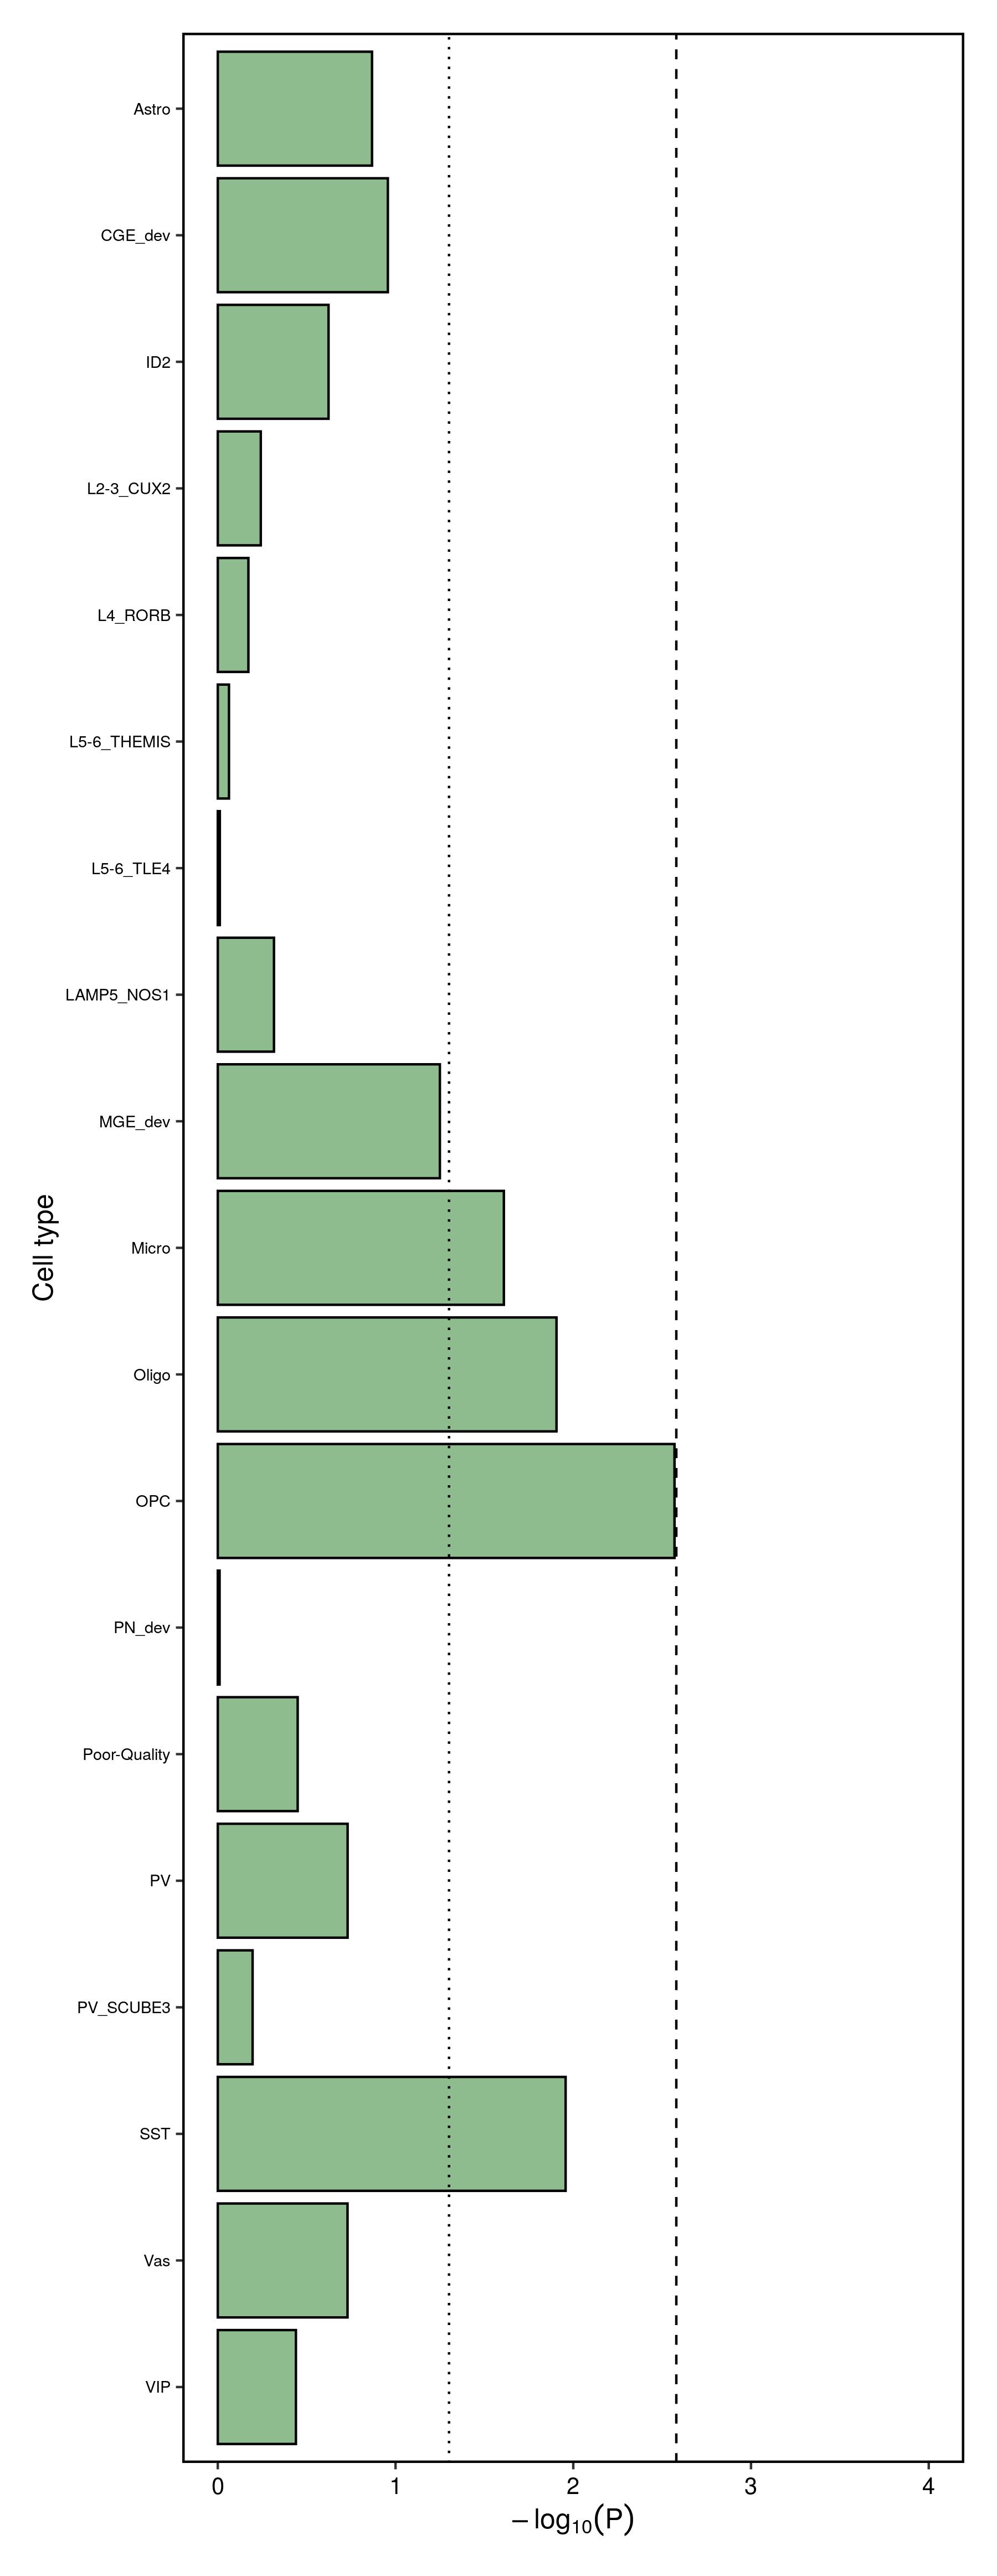 Astro
CGE_dev
ID2
L2-3_CUX2
L4_RORB
L5-6_THEMIS
L5-6_TLE4
LAMP5_NOS1
MGE_dev
Micro
Oligo
OPC
PN_dev
Poor-Quality
PV
PV_SCUBE3
SST
Vas
VIP
Cell type
0 1 2 3 4
−log₁₀(P)